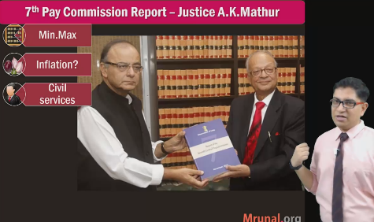 7th Pay Commission Report – Justice A.K.Mathur
Min.Max
Inflation?
Civil
services
Mrunal.org